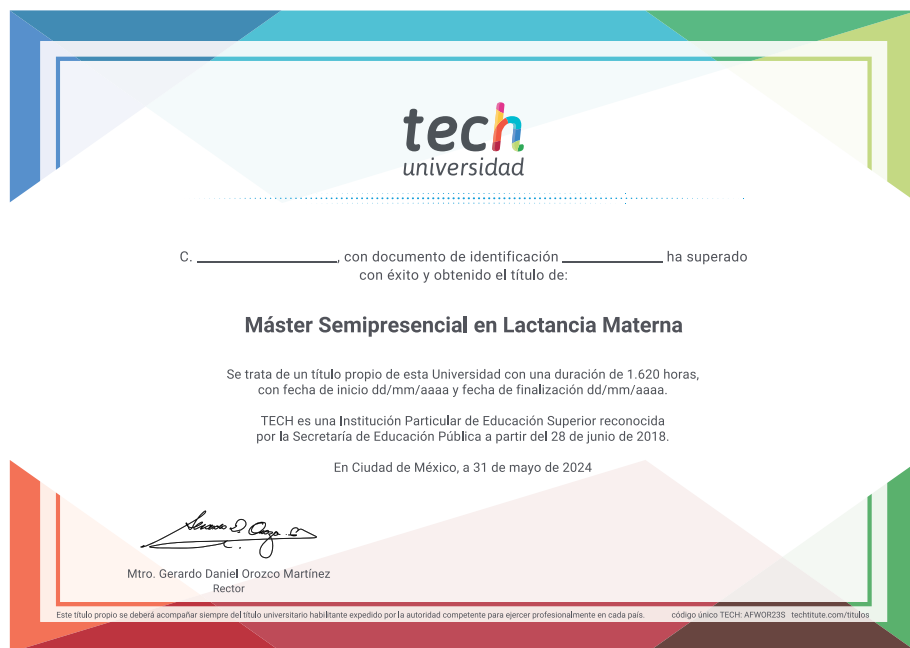 tech
universidad
C. ____________________, con documento de identificación ______________ ha superado
con éxito y obtenido el título de:
Máster Semipresencial en Lactancia Materna
Se trata de un título propio de esta Universidad con una duración de 1.620 horas,
con fecha de inicio dd/mm/aaaa y fecha de finalización dd/mm/aaaa.
TECH es una Institución Particular de Educación Superior reconocida
por la Secretaría de Educación Pública a partir del 28 de junio de 2018.
En Ciudad de México, a 31 de mayo de 2024
Mtro. Gerardo Daniel Orozco Martínez
Rector
Este título propio se deberá acompañar siempre del título universitario habilitante expedido por la autoridad competente para ejercer profesionalmente en cada país. código único TECH: AFWOR23S techtitute.com/titulos